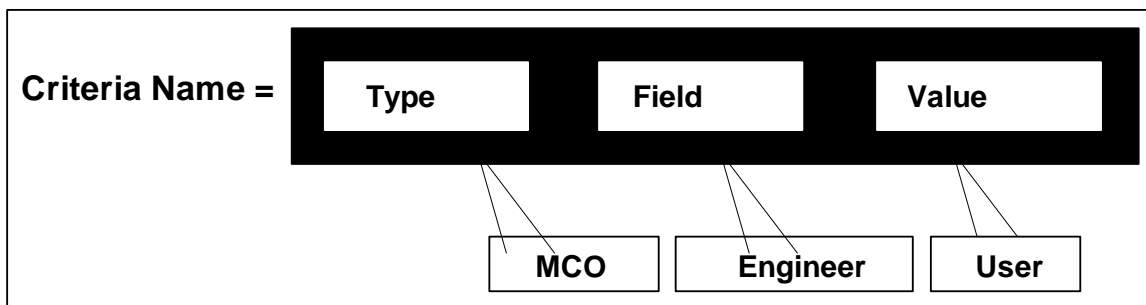 Criteria Name = Type Field Value
MCO Engineer User